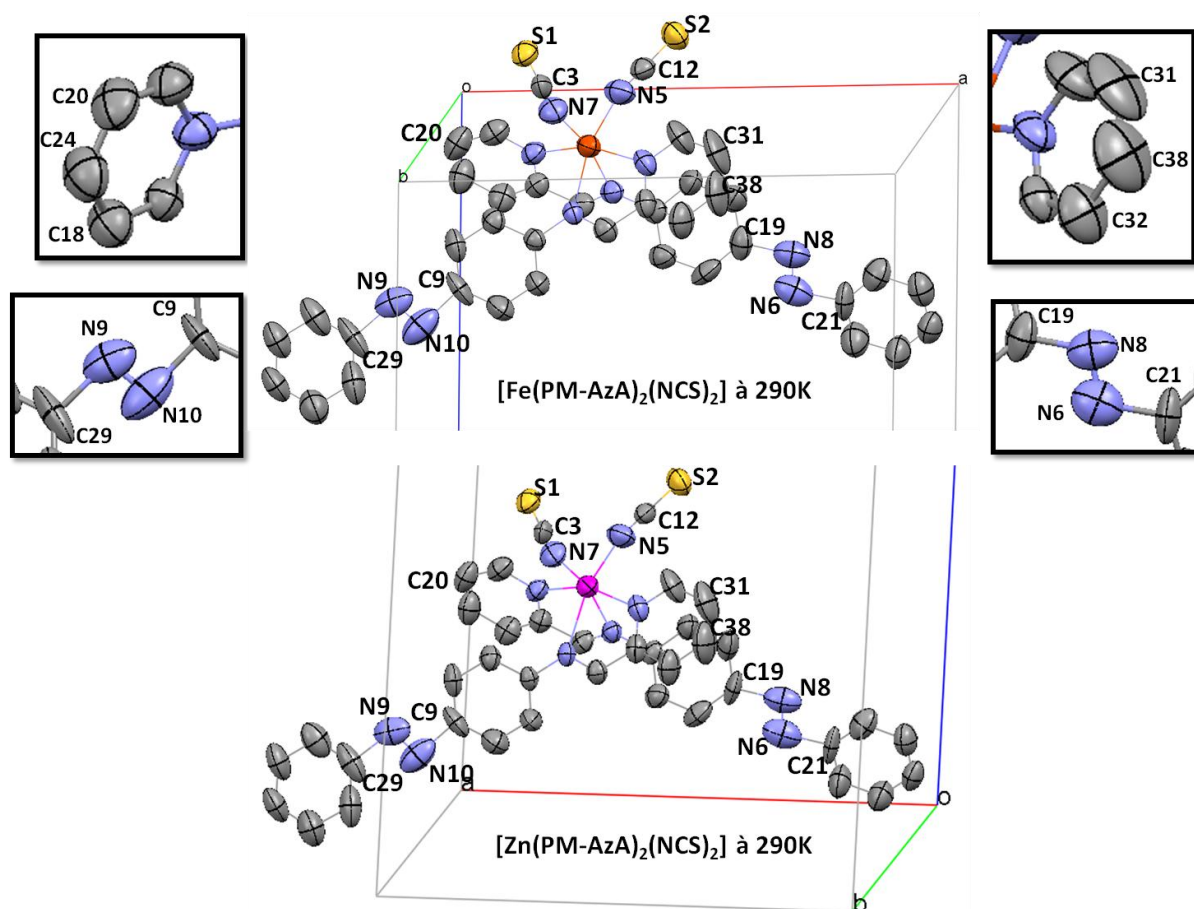 S1
S2
C3
C12
N7
N5
o
a
C20
C31
b
C38
C19
N8
N9
C9
N6
C21
C29
N10
[Fe(PM-AzA)₂(NCS)₂] à 290K
C20
C24
C18
C31
C38
C32
C9
N9
N10
C29
C19
N8
C21
N6
S1
S2
C3
C12
N7
N5
C20
C31
C38
C19
N8
N9
C9
N6
C21
C29
N10
a
o
[Zn(PM-AzA)₂(NCS)₂] à 290K
b